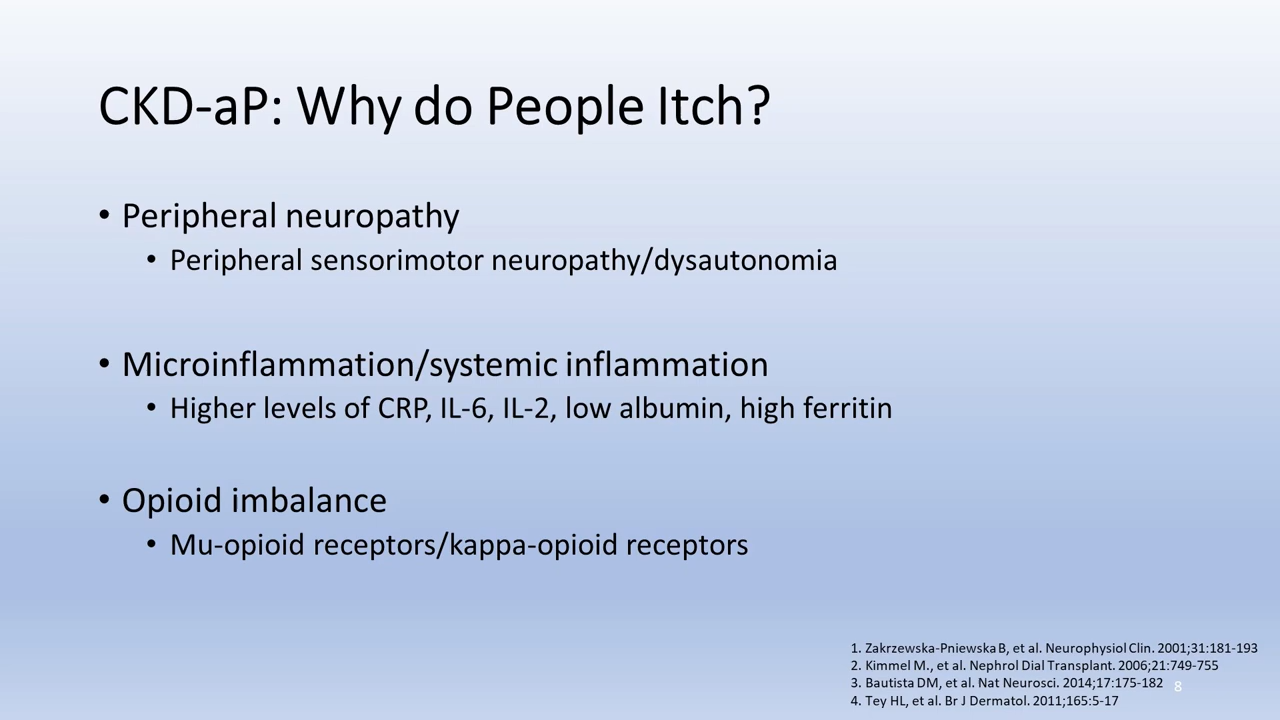 CKD-aP: Why do People Itch?
• Peripheral neuropathy
• Peripheral sensorimotor neuropathy/dysautonomia
• Microinflammation/systemic inflammation
• Higher levels of CRP, IL-6, IL-2, low albumin, high ferritin
• Opioid imbalance
• Mu-opioid receptors/kappa-opioid receptors
1. Zakrzewska-Pniewska B, et al. Neurophysiol Clin. 2001;31:181-193
2. Kimmel M., et al. Nephrol Dial Transplant. 2006;21:749-755
3. Bautista DM, et al. Nat Neurosci. 2014;17:175-182
4. Tey HL, et al. Br J Dermatol. 2011;165:5-17
8